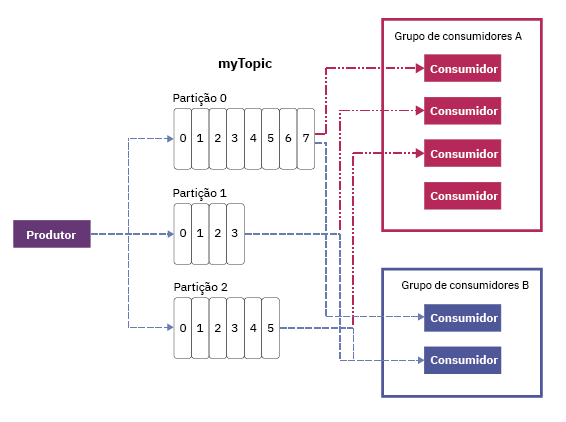 myTopic
Partição 0
0 1 2 3 4 5 6 7
Partição 1
0 1 2 3
Partição 2
0 1 2 3 4 5
Produtor
Grupo de consumidores A
Consumidor
Consumidor
Consumidor
Consumidor
Grupo de consumidores B
Consumidor
Consumidor